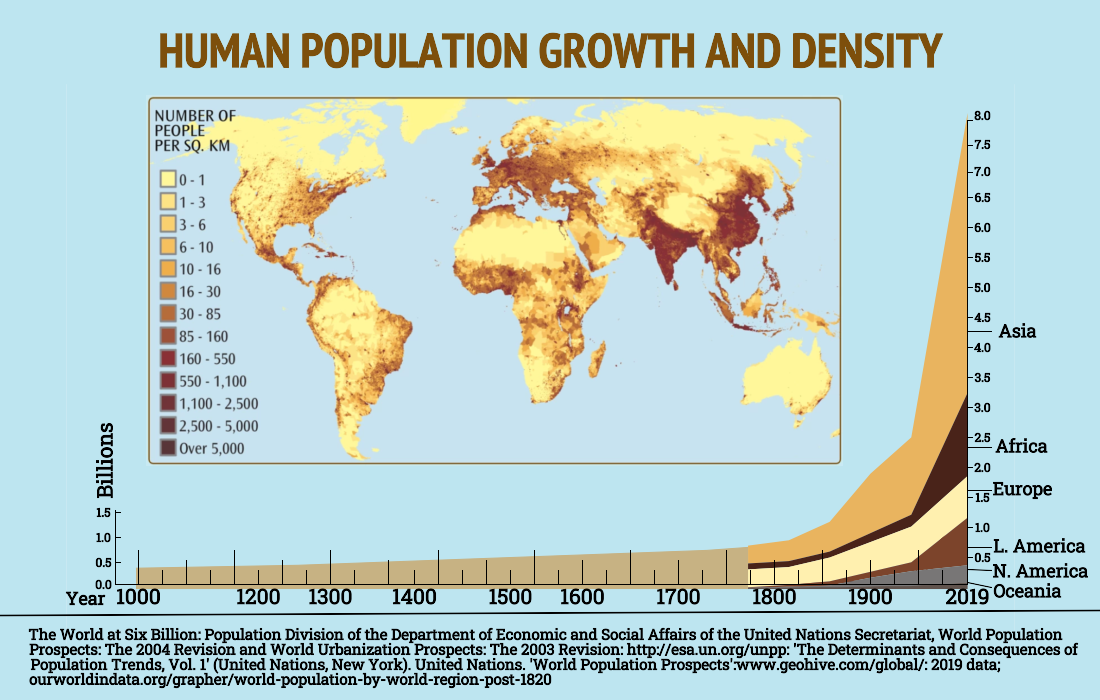 HUMAN POPULATION GROWTH AND DENSITY
NUMBER OF
PEOPLE
PER SQ. KM
0 - 1
1 - 3
3 - 6
6 - 10
10 - 16
16 - 30
30 - 85
85 - 160
160 - 550
550 - 1,100
1,100 - 2,500
2,500 - 5,000
Over 5,000
8.0
7.5
7.0
6.5
6.0
5.5
5.0
4.5
Asia
4.0
3.5
3.0
2.5
Africa
2.0
Europe
1.5
1.0
L. America
0.5
N. America
Oceania
Billions
1.5
1.0
0.5
0.0
Year 1000 1200 1300 1400 1500 1600 1700 1800 1900 2019
The World at Six Billion: Population Division of the Department of Economic and Social Affairs of the United Nations Secretariat, World Population
Prospects: The 2004 Revision and World Urbanization Prospects: The 2003 Revision: http://esa.un.org/unpp: 'The Determinants and Consequences of
Population Trends, Vol. 1' (United Nations, New York). United Nations. 'World Population Prospects':www.geohive.com/global/: 2019 data;
ourworldindata.org/grapher/world-population-by-world-region-post-1820